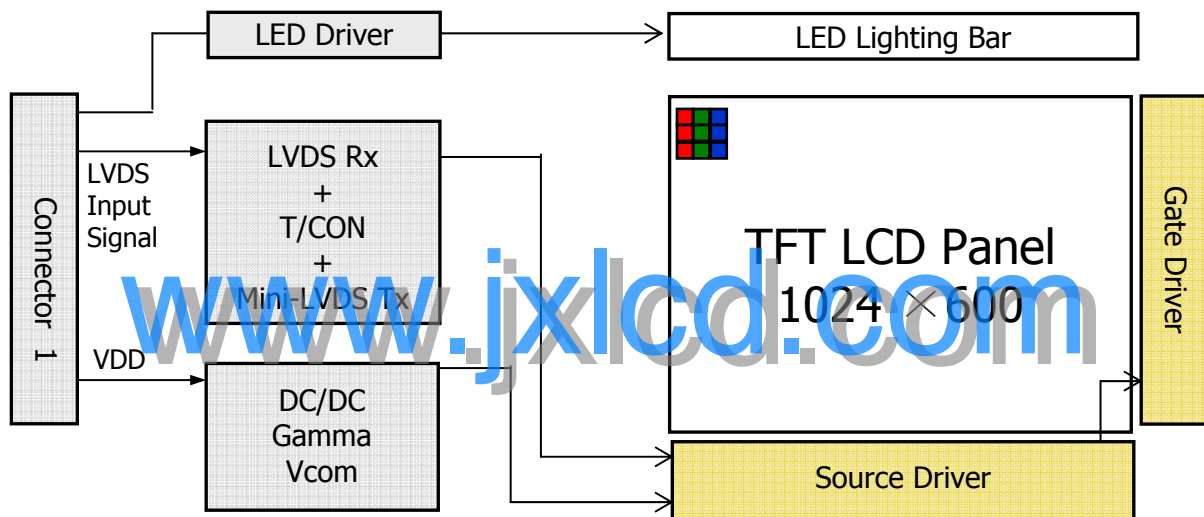 LED Driver
LED Lighting Bar
Connector 1
LVDS
Input
Signal
LVDS Rx
+
T/CON
+
Mini-LVDS Tx
TFT LCD Panel
1024 × 600
Gate Driver
www.jxlcd.com
VDD
DC/DC
Gamma
Vcom
Source Driver